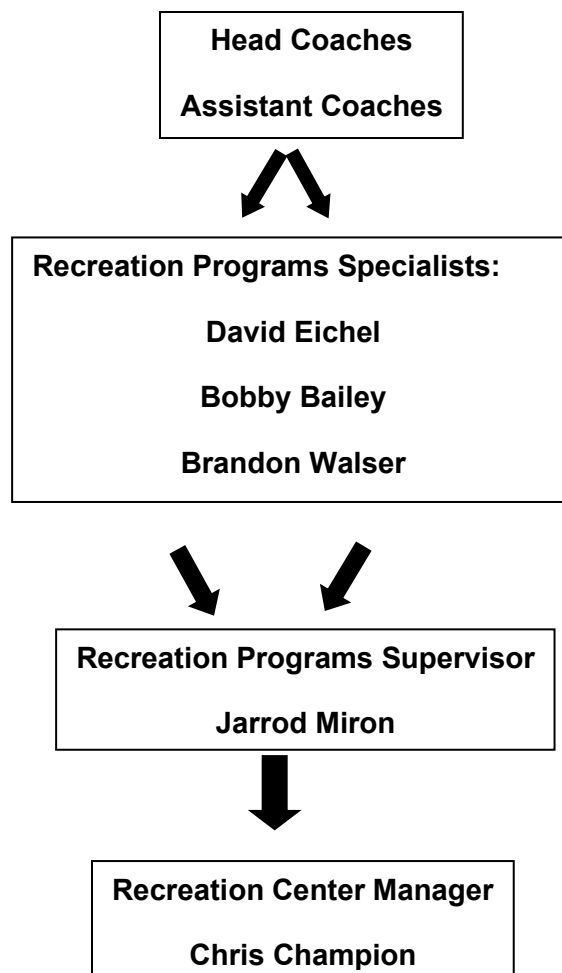 Head Coaches
Assistant Coaches
Recreation Programs Specialists:
David Eichel
Bobby Bailey
Brandon Walser
Recreation Programs Supervisor
Jarrod Miron
Recreation Center Manager
Chris Champion